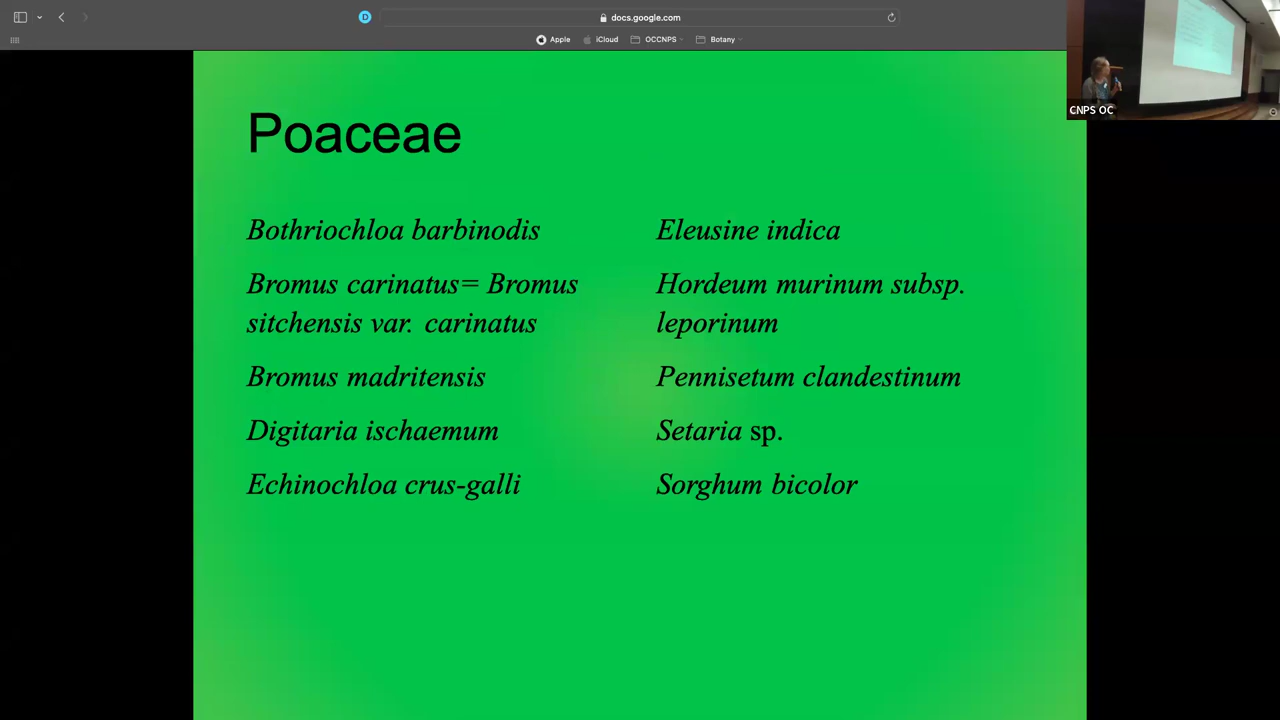 docs.google.com
Apple
iCloud
OCCNPS
Botany
CNPS OC
Poaceae
Bothriochloa barbinodis
Bromus carinatus= Bromus
sitchensis var. carinatus
Bromus madritensis
Digitaria ischaemum
Echinochloa crus-galli
Eleusine indica
Hordeum murinum subsp.
leporinum
Pennisetum clandestinum
Setaria sp.
Sorghum bicolor